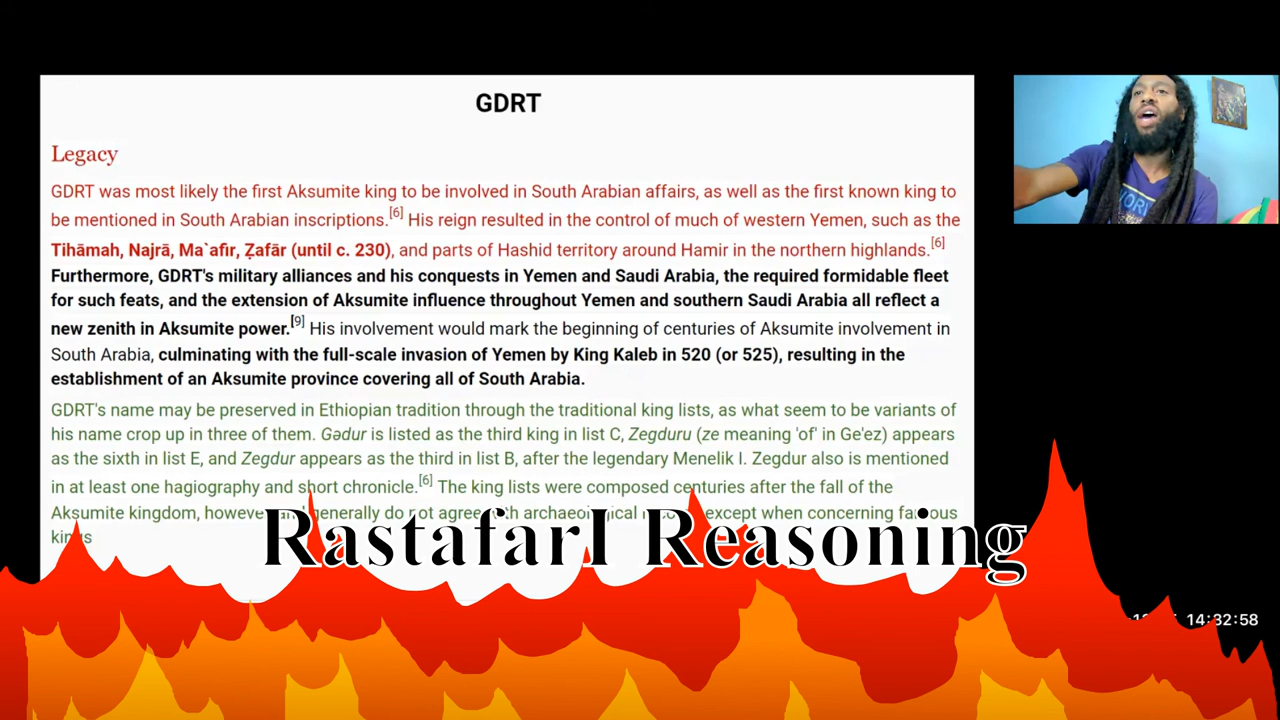 GDRT
Legacy
GDRT was most likely the first Aksumite king to be involved in South Arabian affairs, as well as the first known king to
be mentioned in South Arabian inscriptions.[6] His reign resulted in the control of much of western Yemen, such as the
Tihāmah, Najrā, Ma`afir, Ẓafār (until c. 230), and parts of Hashid territory around Hamir in the northern highlands.[6]
Furthermore, GDRT's military alliances and his conquests in Yemen and Saudi Arabia, the required formidable fleet
for such feats, and the extension of Aksumite influence throughout Yemen and southern Saudi Arabia all reflect a
new zenith in Aksumite power.[9] His involvement would mark the beginning of centuries of Aksumite involvement in
South Arabia, culminating with the full-scale invasion of Yemen by King Kaleb in 520 (or 525), resulting in the
establishment of an Aksumite province covering all of South Arabia.
GDRT's name may be preserved in Ethiopian tradition through the traditional king lists, as what seem to be variants of
his name crop up in three of them. Gədur is listed as the third king in list C, Zegduru (ze meaning 'of' in Ge'ez) appears
as the sixth in list E, and Zegdur appears as the third in list B, after the legendary Menelik I. Zegdur also is mentioned
in at least one hagiography and short chronicle.[6] The king lists were composed centuries after the fall of the
Aksumite kingdom, generally do not agree except when concerning
RastafarI Reasoning
14:32:58